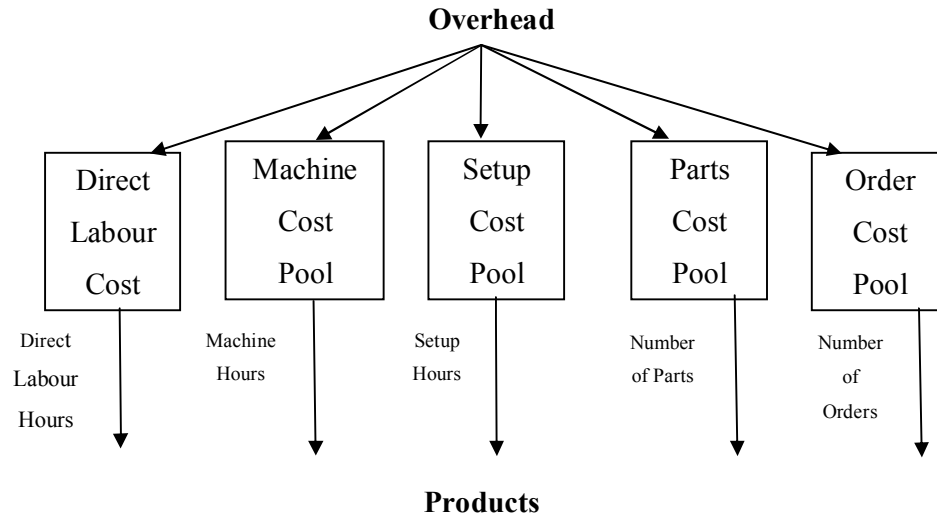 Overhead
Direct
Labour
Cost
Machine
Cost
Pool
Setup
Cost
Pool
Parts
Cost
Pool
Order
Cost
Pool
Direct
Labour
Hours
Machine
Hours
Setup
Hours
Number
of Parts
Number
of
Orders
Products